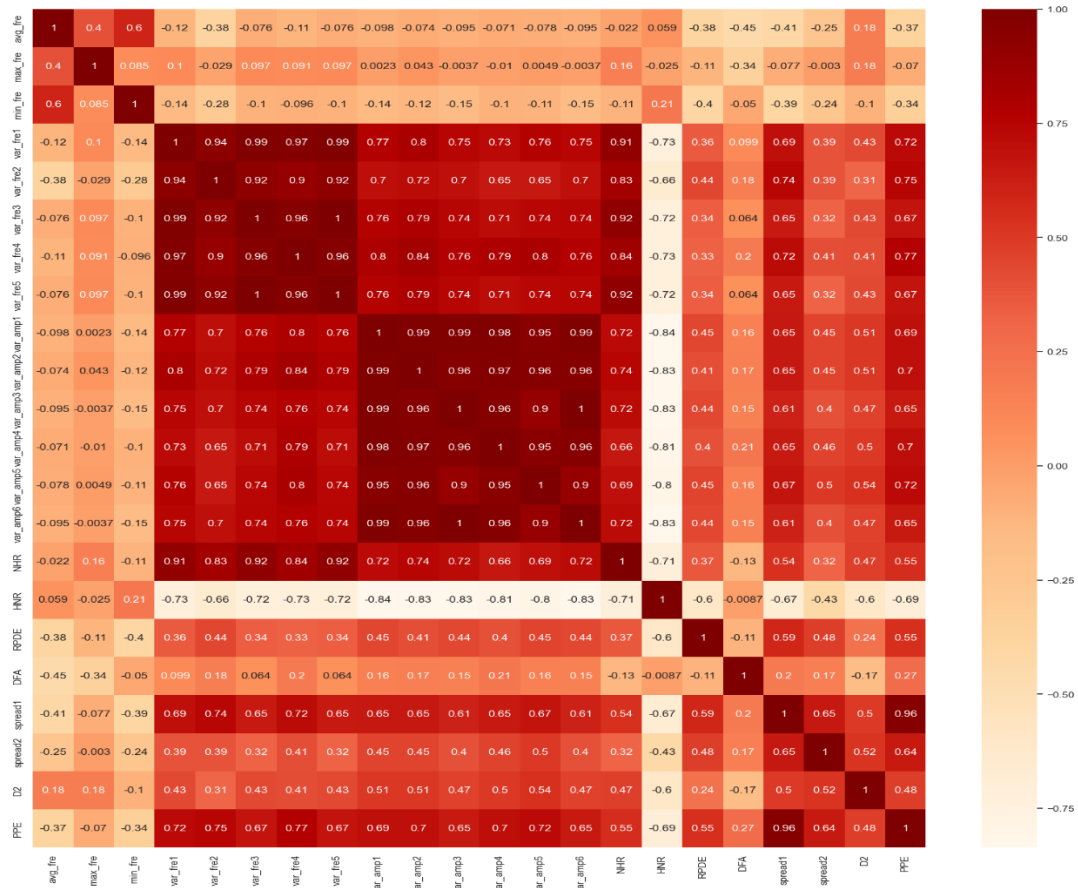 avg_fre 1 0.4 0.6 -0.12 -0.38 -0.076 -0.11 -0.076 -0.098 -0.074 -0.095 -0.071 -0.078 -0.095 -0.022 0.059 -0.38 -0.45 -0.41 -0.25 0.18 -0.37
max_fre 0.4 1 0.085 0.1 -0.029 0.097 0.091 0.097 0.0023 0.043 -0.0037 -0.01 0.0049 -0.0037 0.16 -0.025 -0.11 -0.34 -0.077 -0.003 0.18 -0.07
min_fre 0.6 0.085 1 -0.14 -0.28 -0.1 -0.096 -0.1 -0.14 -0.12 -0.15 -0.1 -0.11 -0.15 -0.11 0.21 -0.4 -0.05 -0.39 -0.24 -0.1 -0.34
var_fre1 -0.12 0.1 -0.14 1 0.94 0.99 0.97 0.99 0.77 0.8 0.75 0.73 0.76 0.75 0.91 -0.73 0.36 0.099 0.69 0.39 0.43 0.72
var_fre2 -0.38 -0.029 -0.28 0.94 1 0.92 0.9 0.92 0.7 0.72 0.7 0.65 0.65 0.7 0.83 -0.66 0.44 0.18 0.74 0.39 0.31 0.75
var_fre3 -0.076 0.097 -0.1 0.99 0.92 1 0.96 1 0.76 0.79 0.74 0.71 0.74 0.74 0.92 -0.72 0.34 0.064 0.65 0.32 0.43 0.67
var_fre4 -0.11 0.091 -0.096 0.97 0.9 0.96 1 0.96 0.8 0.84 0.76 0.79 0.8 0.76 0.84 -0.73 0.33 0.2 0.72 0.41 0.41 0.77
var_fre5 -0.076 0.097 -0.1 0.99 0.92 1 0.96 1 0.76 0.79 0.74 0.71 0.74 0.74 0.92 -0.72 0.34 0.064 0.65 0.32 0.43 0.67
var_amp1 -0.098 0.0023 -0.14 0.77 0.7 0.76 0.8 0.76 1 0.99 0.99 0.98 0.95 0.99 0.72 -0.84 0.45 0.16 0.65 0.45 0.51 0.69
var_amp2 -0.074 0.043 -0.12 0.8 0.72 0.79 0.84 0.79 0.99 1 0.96 0.97 0.96 0.96 0.74 -0.83 0.41 0.17 0.65 0.45 0.51 0.7
var_amp3 -0.095 -0.0037 -0.15 0.75 0.7 0.74 0.76 0.74 0.99 0.96 1 0.96 0.9 1 0.72 -0.83 0.44 0.15 0.61 0.4 0.47 0.65
var_amp4 -0.071 -0.01 -0.1 0.73 0.65 0.71 0.79 0.71 0.98 0.97 0.96 1 0.95 0.96 0.66 -0.81 0.4 0.21 0.65 0.46 0.5 0.7
var_amp5 -0.078 0.0049 -0.11 0.76 0.65 0.74 0.8 0.74 0.95 0.96 0.9 0.95 1 0.9 0.69 -0.8 0.45 0.16 0.67 0.5 0.54 0.72
var_amp6 -0.095 -0.0037 -0.15 0.75 0.7 0.74 0.76 0.74 0.99 0.96 1 0.96 0.9 1 0.72 -0.83 0.44 0.15 0.61 0.4 0.47 0.65
NHR -0.022 0.16 -0.11 0.91 0.83 0.92 0.84 0.92 0.72 0.74 0.72 0.66 0.69 0.72 1 -0.71 0.37 -0.13 0.54 0.32 0.47 0.55
HNR 0.059 -0.025 0.21 -0.73 -0.66 -0.72 -0.73 -0.72 -0.84 -0.83 -0.83 -0.81 -0.8 -0.83 -0.71 1 -0.6 -0.0087 -0.67 -0.43 -0.6 -0.69
RPDE -0.38 -0.11 -0.4 0.36 0.44 0.34 0.33 0.34 0.45 0.41 0.44 0.4 0.45 0.44 0.37 -0.6 1 -0.11 0.59 0.48 0.24 0.55
DFA -0.45 -0.34 -0.05 0.099 0.18 0.064 0.2 0.064 0.16 0.17 0.15 0.21 0.16 0.15 -0.13 -0.0087 -0.11 1 0.2 0.17 -0.17 0.27
spread1 -0.41 -0.077 -0.39 0.69 0.74 0.65 0.72 0.65 0.65 0.65 0.61 0.65 0.67 0.61 0.54 -0.67 0.59 0.2 1 0.65 0.5 0.96
spread2 -0.25 -0.003 -0.24 0.39 0.39 0.32 0.41 0.32 0.45 0.45 0.4 0.46 0.5 0.4 0.32 -0.43 0.48 0.17 0.65 1 0.52 0.64
D2 0.18 0.18 -0.1 0.43 0.31 0.43 0.41 0.43 0.51 0.51 0.47 0.5 0.54 0.47 0.47 -0.6 0.24 -0.17 0.5 0.52 1 0.48
PPE -0.37 -0.07 -0.34 0.72 0.75 0.67 0.77 0.67 0.69 0.7 0.65 0.7 0.72 0.65 0.55 -0.69 0.55 0.27 0.96 0.64 0.48 1
avg_fre max_fre min_fre var_fre1 var_fre2 var_fre3 var_fre4 var_fre5 ar_amp1 ar_amp2 ar_amp3 ar_amp4 ar_amp5 ar_amp6 NHR HNR RPDE DFA spread1 spread2 D2 PPE
1.00
0.75
0.50
0.25
0.00
-0.25
-0.50
-0.75